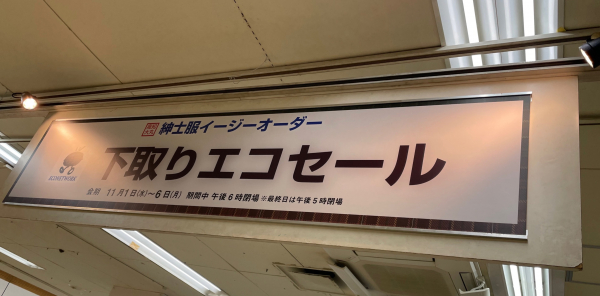 紳士服イージーオーダー
下取りエコセール
会期 11月1日(水)〜6日(月) 期間中 午後6時閉場 ※最終日は午後5時閉場